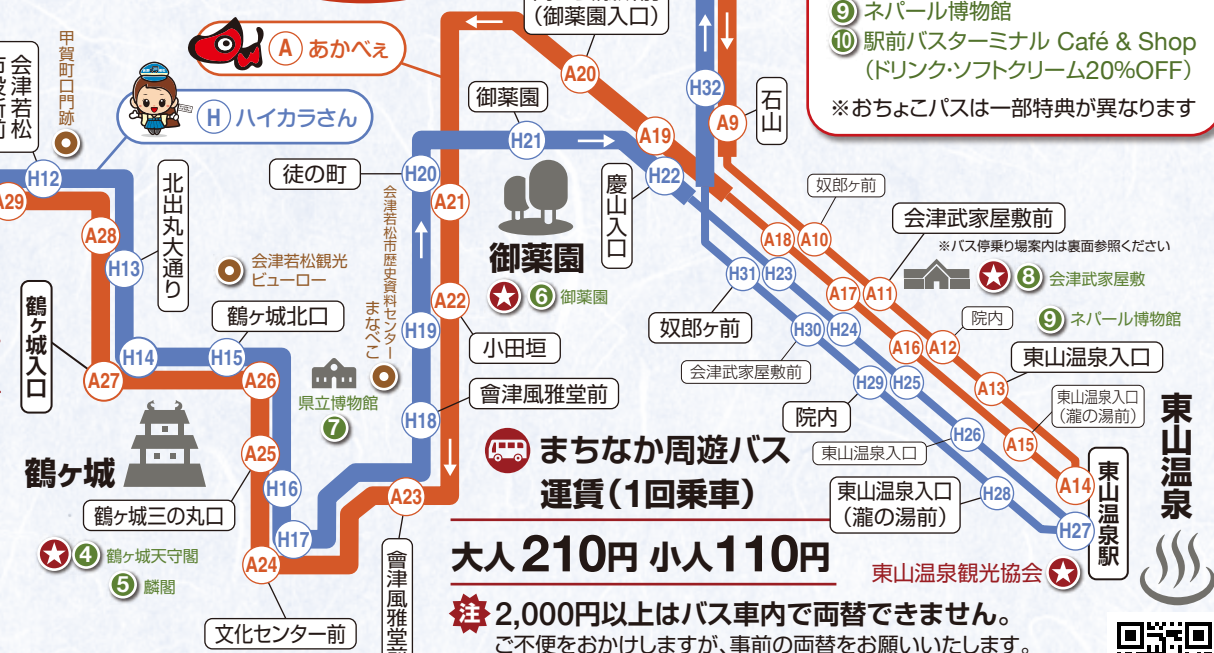 (御薬園入口)
⑨ ネパール博物館
⑩ 駅前バスターミナル Café & Shop
(ドリンク・ソフトクリーム20%OFF)
※おちょこパスは一部特典が異なります
会津若松
市役所前
甲賀町口門跡
A あかべぇ
H ハイカラさん
A20
御薬園
H32
A9
石山
H12
A29
A28
H13
北出丸大通り
徒の町
H20
H21
A19
H22
慶山入口
A21
会津若松市歴史資料センター
まなべこ
会津若松観光
ビューロー
御薬園
⑥ 御薬園
奴郎ヶ前
会津武家屋敷前
※バス停乗り場案内は裏面参照ください
A18
A10
⑧ 会津武家屋敷
H31
H23
A17
A11
鶴ヶ城入口
鶴ヶ城北口
A22
H19
小田垣
奴郎ヶ前
H30
H24
院内
⑨ ネパール博物館
H14
H15
A27
A26
県立博物館
⑦
會津風雅堂前
会津武家屋敷前
A16
A12
東山温泉入口
H29
H25
A13
東山温泉入口
(瀧の湯前)
東山温泉
鶴ヶ城
A25
H18
院内
H26
A15
まちなか周遊バス
運賃(1回乗車)
東山温泉入口
東山温泉入口
(瀧の湯前)
H28
A14
東山温泉駅
H27
H16
A23
鶴ヶ城三の丸口
H17
④ 鶴ヶ城天守閣
⑤ 麟閣
A24
大人210円 小人110円
東山温泉観光協会
會津風雅堂前
文化センター前
注 2,000円以上はバス車内で両替できません。
ご不便をおかけしますが、事前の両替をお願いいたします。